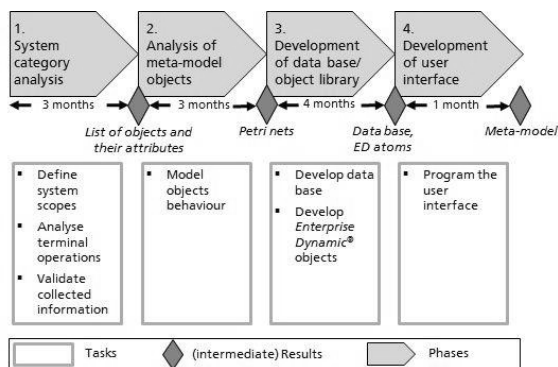 1.
System
category
analysis
2.
Analysis of
meta-model
objects
3.
Development
of data base/
object library
4.
Development
of user
interface
3 months
3 months
4 months
1 month
List of objects and
their attributes
Petri nets
Data base,
ED atoms
Meta-model
▪ Define
system
scopes
▪ Analyse
terminal
operations
▪ Validate
collected
information
▪ Model
objects
behaviour
▪ Develop data
base
▪ Develop
Enterprise
Dynamic®
objects
▪ Program the
user
interface
Tasks
(intermediate) Results
Phases